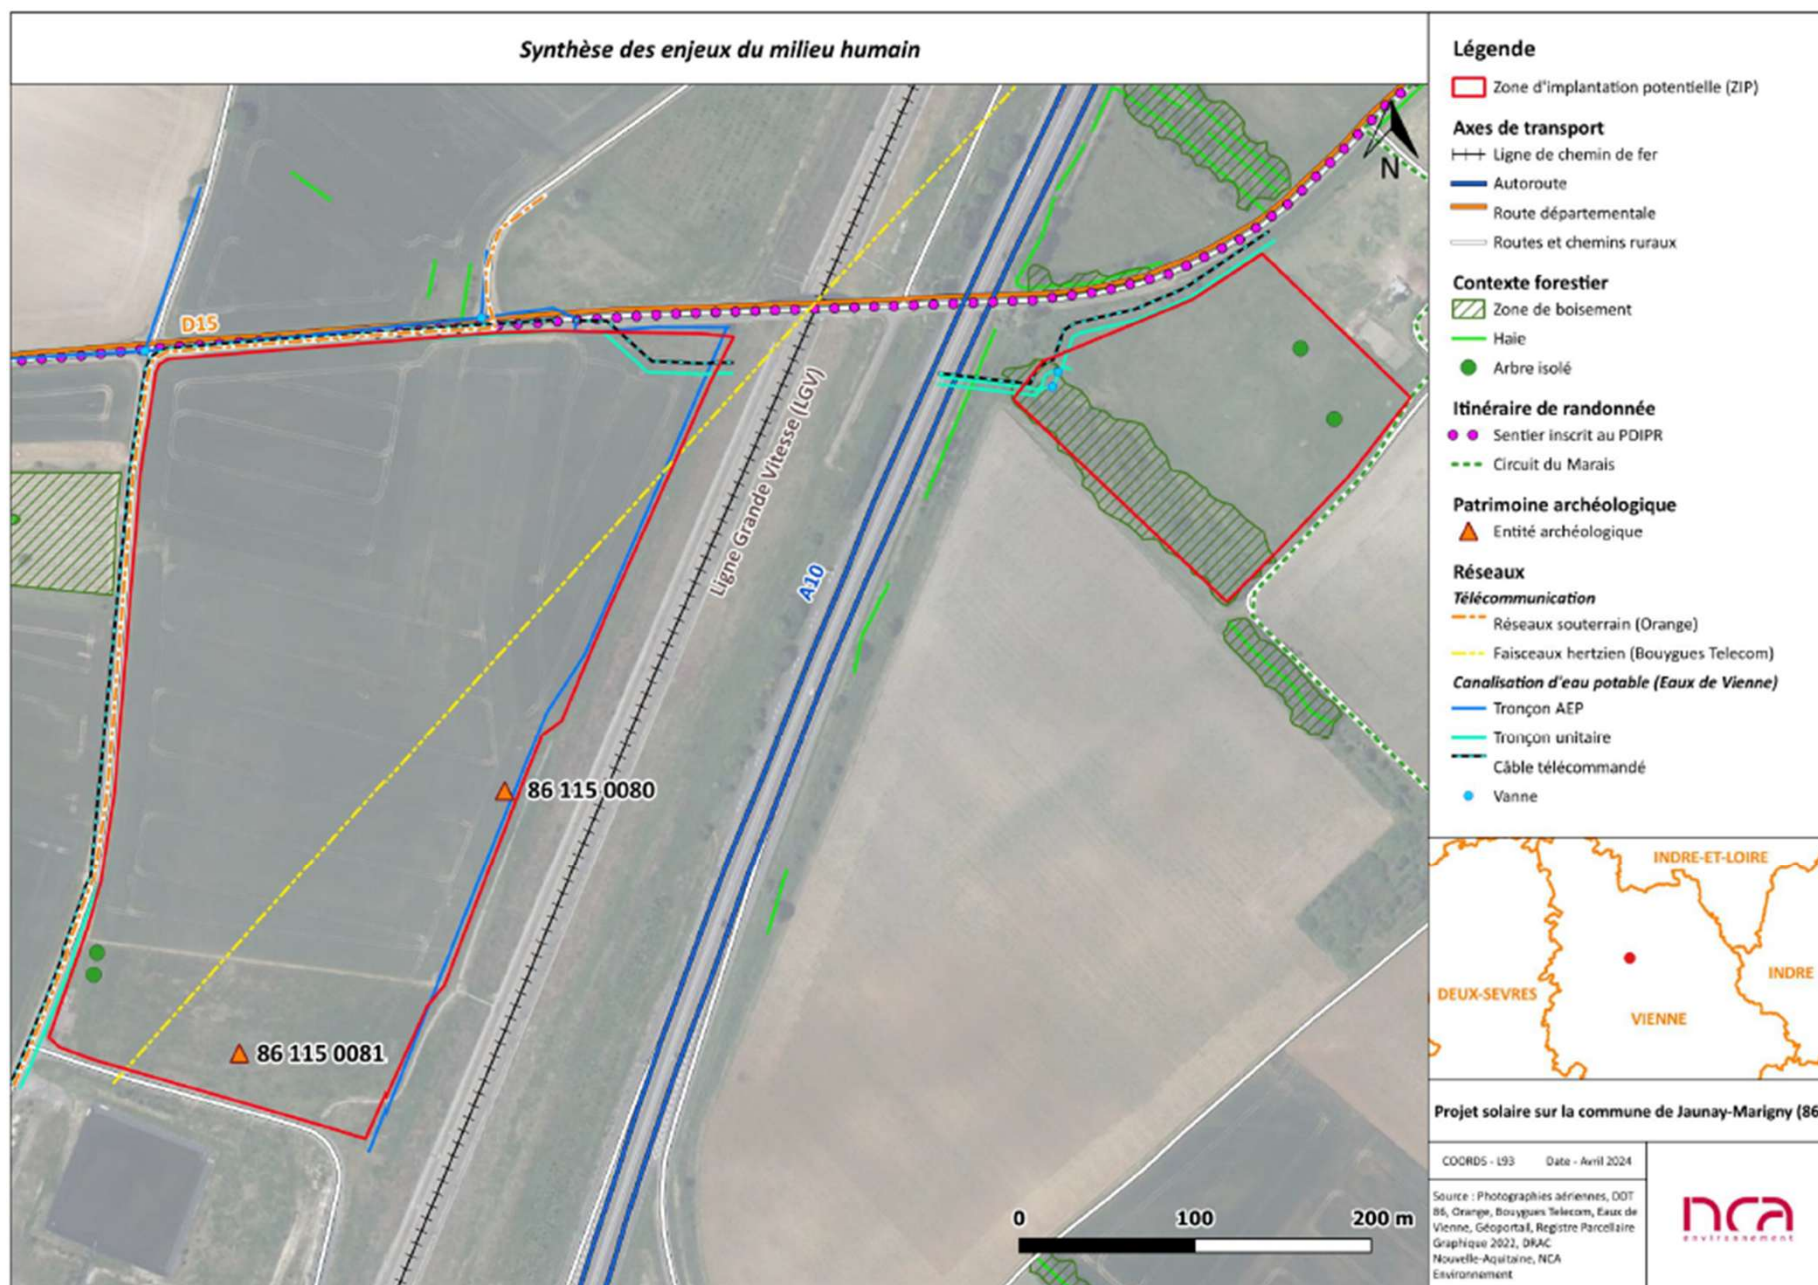 Synthèse des enjeux du milieu humain
D15
Ligne Grande Vitesse (LGV)
A10
86 115 0080
86 115 0081
0 100 200 m
N
Légende
Zone d'implantation potentielle (ZIP)
Axes de transport
Ligne de chemin de fer
Autoroute
Route départementale
Routes et chemins ruraux
Contexte forestier
Zone de boisement
Haie
Arbre isolé
Itinéraire de randonnée
Sentier inscrit au PDIPR
Circuit du Marais
Patrimoine archéologique
Entité archéologique
Réseaux
Télécommunication
Réseaux souterrain (Orange)
Faisceaux hertzien (Bouygues Telecom)
Canalisation d'eau potable (Eaux de Vienne)
Tronçon AEP
Tronçon unitaire
Câble télécommandé
Vanne
INDRE-ET-LOIRE
INDRE
DEUX-SEVRES
VIENNE
Projet solaire sur la commune de Jaunay-Marigny (86
COORDS - L93 Date - Avril 2024
Source : Photographies aériennes, DDT
86, Orange, Bouygues Telecom, Eaux de
Vienne, Géoportail, Registre Parcellaire
Graphique 2022, DRAC
Nouvelle-Aquitaine, NCA
Environnement
nca
environnement